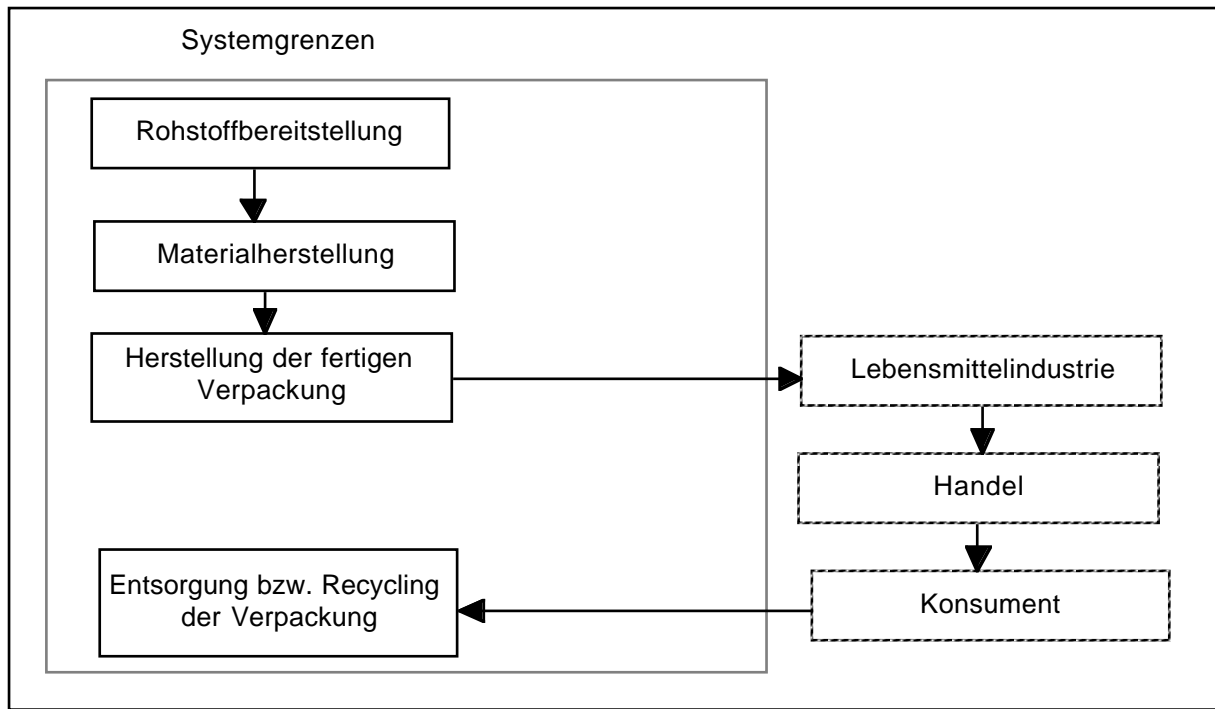 Systemgrenzen
Rohstoffbereitstellung
Materialherstellung
Herstellung der fertigen
Verpackung
Lebensmittelindustrie
Handel
Konsument
Entsorgung bzw. Recycling
der Verpackung